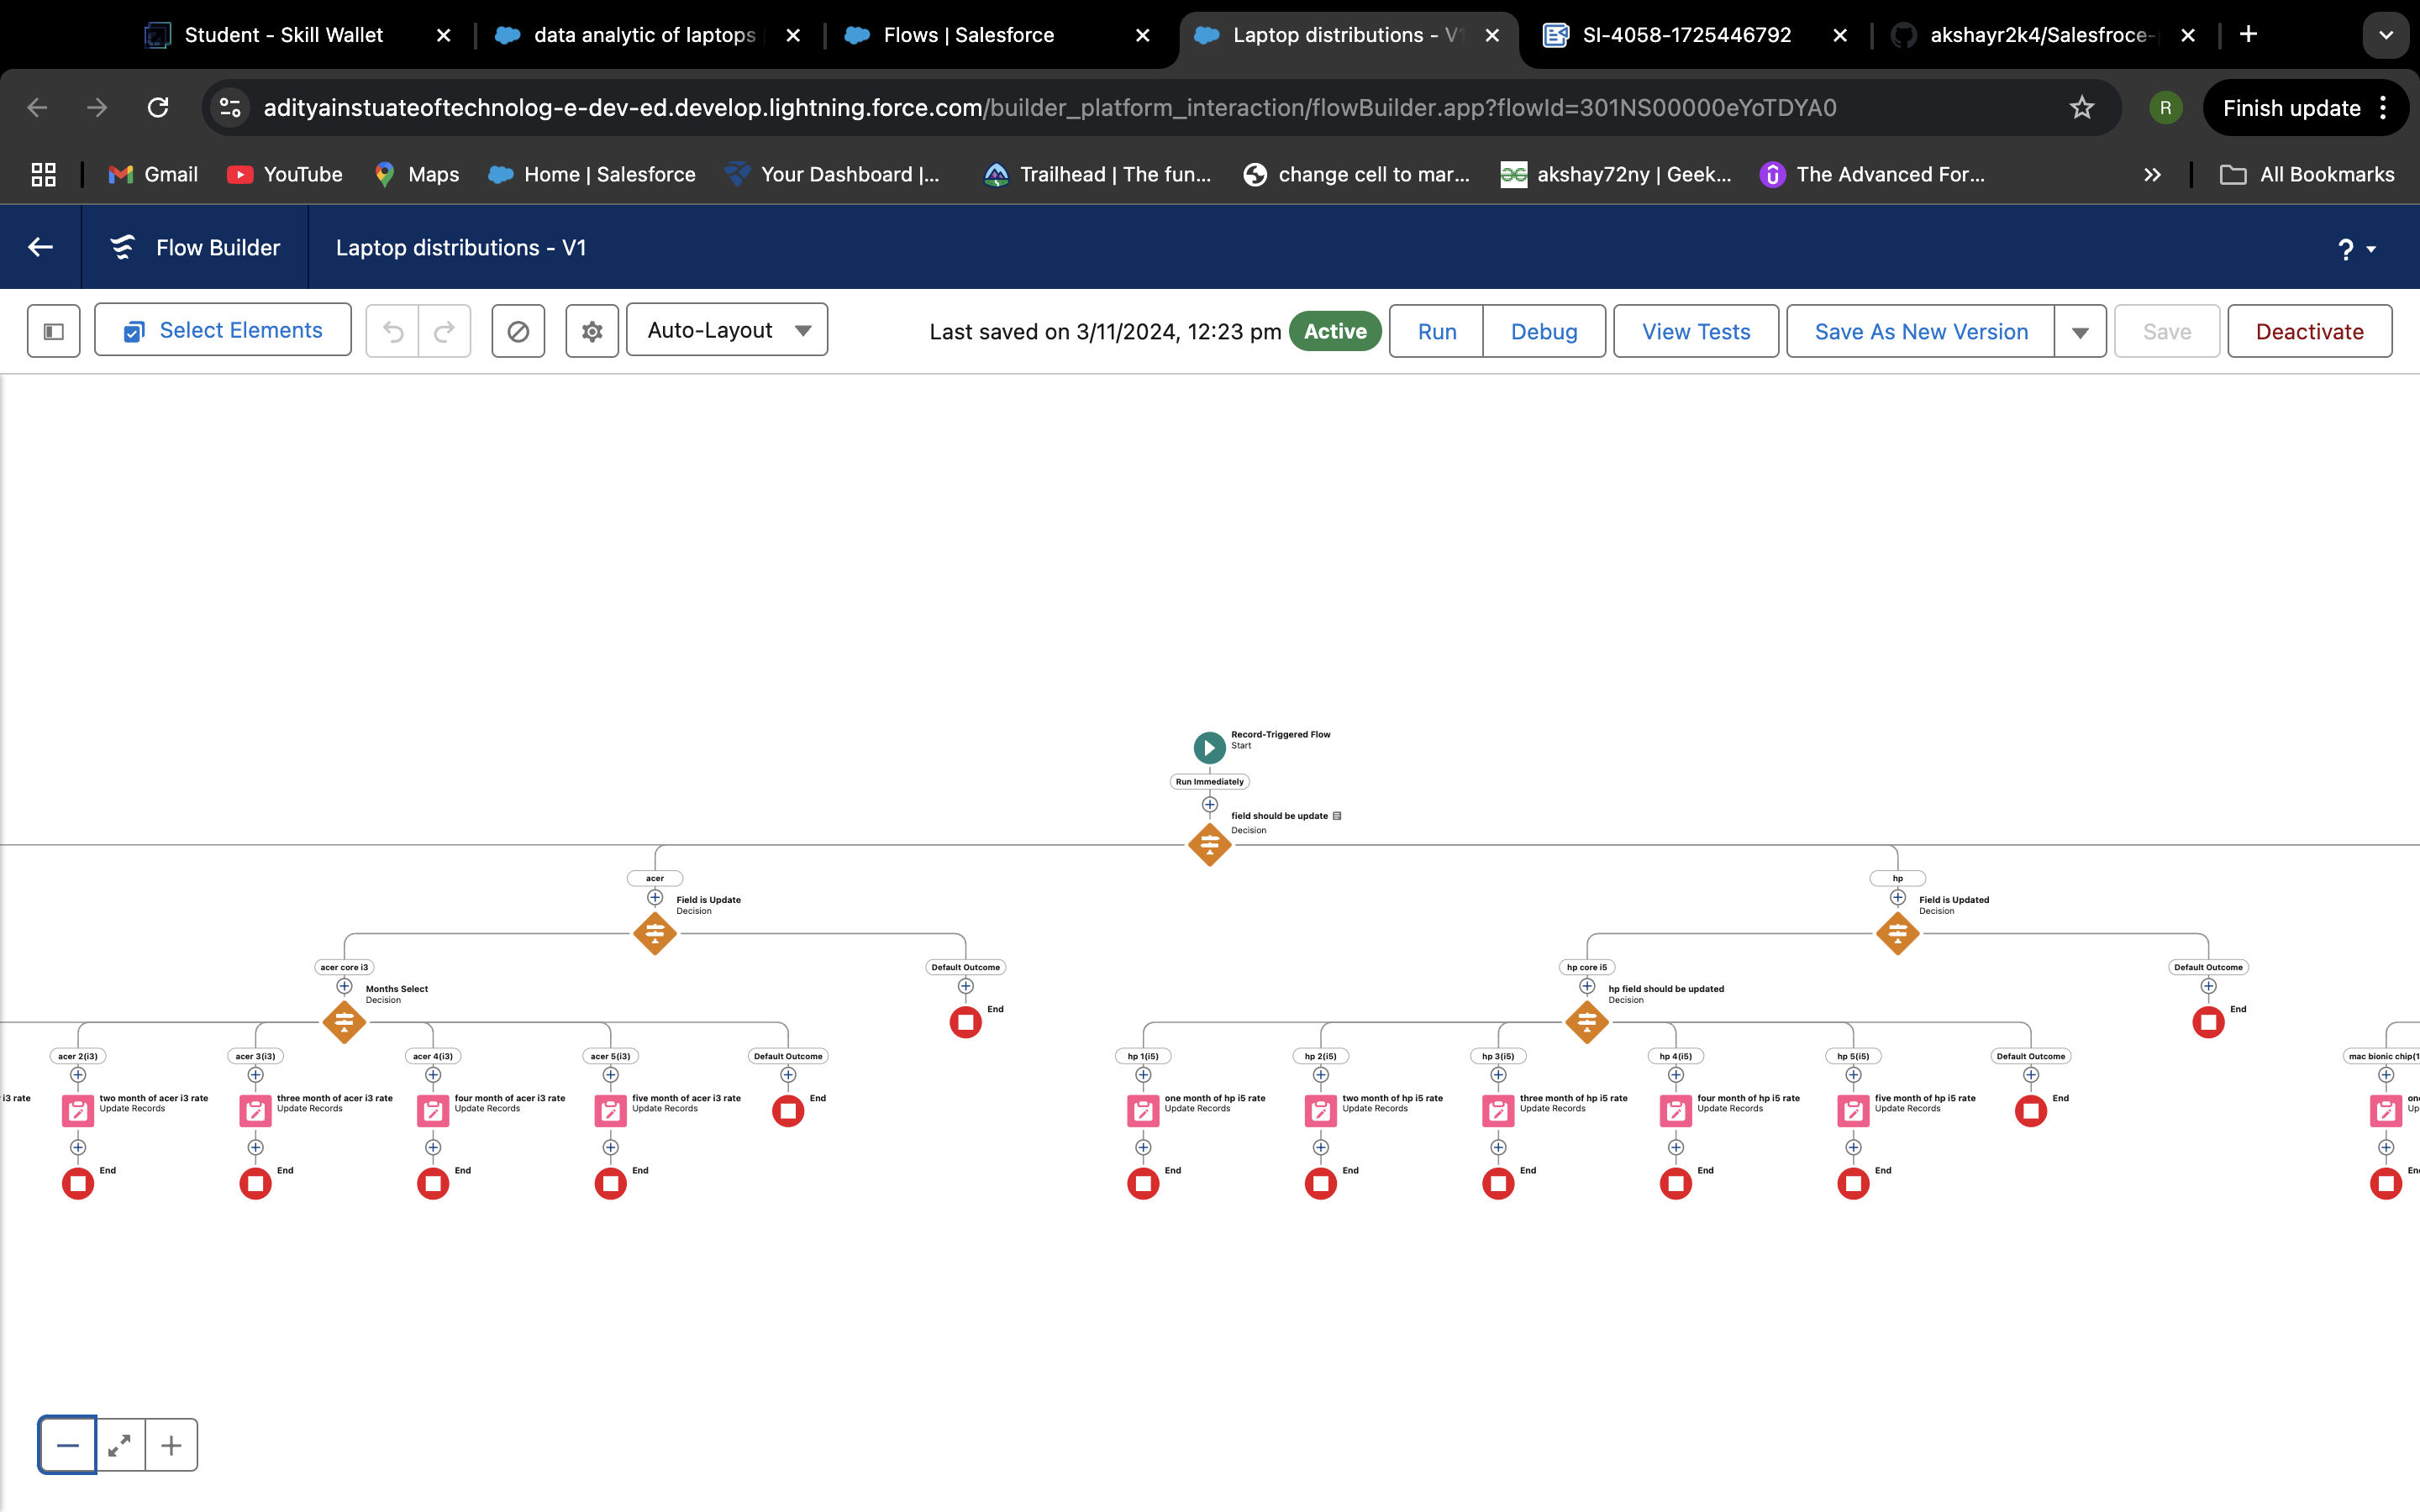 Student - Skill Wallet
data analytic of laptops
Flows | Salesforce
Laptop distributions - V1
SI-4058-1725446792
akshayr2k4/Salesfroce-
adityainstuateoftechnolog-e-dev-ed.develop.lightning.force.com/builder_platform_interaction/flowBuilder.app?flowId=301NS00000eYoTDYA0
R
Finish update
Gmail
YouTube
Maps
Home | Salesforce
Your Dashboard |...
Trailhead | The fun...
change cell to mar...
akshay72ny | Geek...
The Advanced For...
All Bookmarks
Flow Builder
Laptop distributions - V1
?
Select Elements
Auto-Layout
Last saved on 3/11/2024, 12:23 pm
Active
Run
Debug
View Tests
Save As New Version
Save
Deactivate
Record-Triggered Flow
Start
Run Immediately
field should be update
Decision
acer
Field is Update
Decision
hp
Field is Updated
Decision
acer core i3
Months Select
Decision
Default Outcome
End
hp core i5
hp field should be updated
Decision
Default Outcome
End
acer 2(i3)
acer 3(i3)
acer 4(i3)
acer 5(i3)
Default Outcome
hp 1(i5)
hp 2(i5)
hp 3(i5)
hp 4(i5)
hp 5(i5)
Default Outcome
mac bionic chip(1
i3 rate
two month of acer i3 rate
Update Records
three month of acer i3 rate
Update Records
four month of acer i3 rate
Update Records
five month of acer i3 rate
Update Records
End
one month of hp i5 rate
Update Records
two month of hp i5 rate
Update Records
three month of hp i5 rate
Update Records
four month of hp i5 rate
Update Records
five month of hp i5 rate
Update Records
End
End
End
End
End
End
End
End
End
End